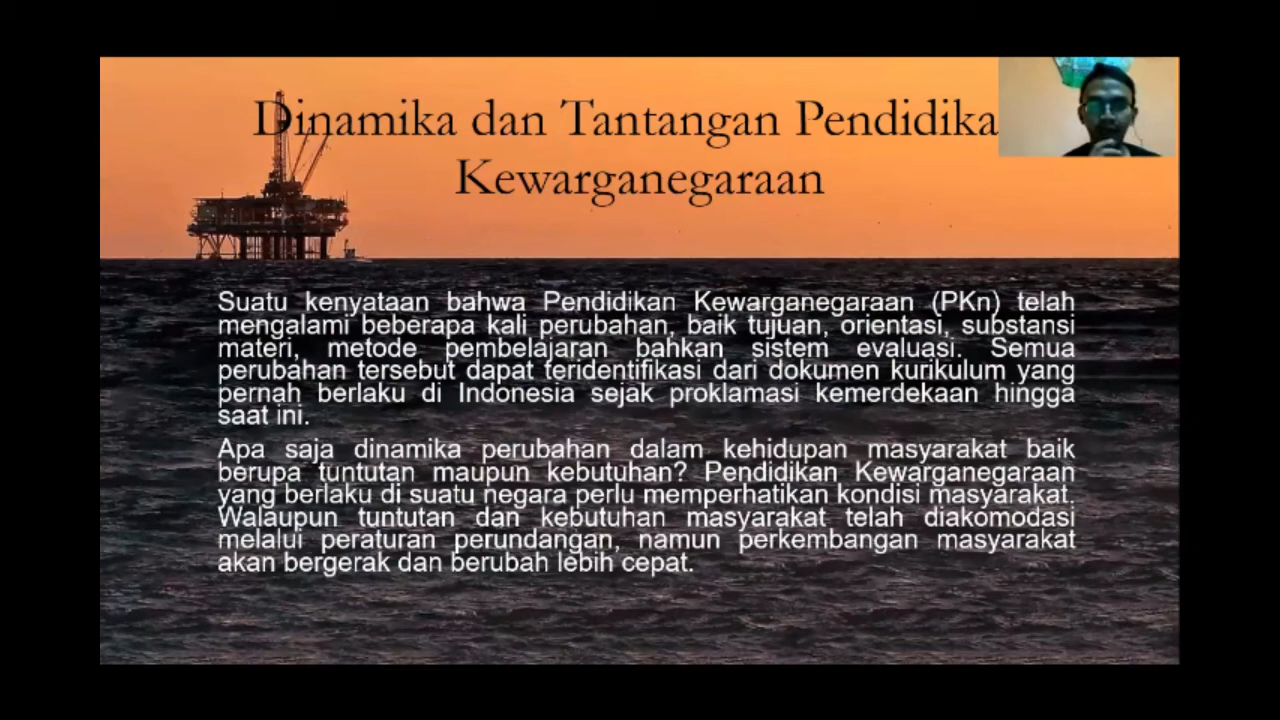 Dinamika dan Tantangan Pendidika
Kewarganegaraan
Suatu kenyataan bahwa Pendidikan Kewarganegaraan (PKn) telah
mengalami beberapa kali perubahan, baik tujuan, orientasi, substansi
materi, metode pembelajaran bahkan sistem evaluasi. Semua
perubahan tersebut dapat teridentifikasi dari dokumen kurikulum yang
pernah berlaku di Indonesia sejak proklamasi kemerdekaan hingga
saat ini.
Apa saja dinamika perubahan dalam kehidupan masyarakat baik
berupa tuntutan maupun kebutuhan? Pendidikan Kewarganegaraan
yang berlaku di suatu negara perlu memperhatikan kondisi masyarakat.
Walaupun tuntutan dan kebutuhan masyarakat telah diakomodasi
melalui peraturan perundangan, namun perkembangan masyarakat
akan bergerak dan berubah lebih cepat.